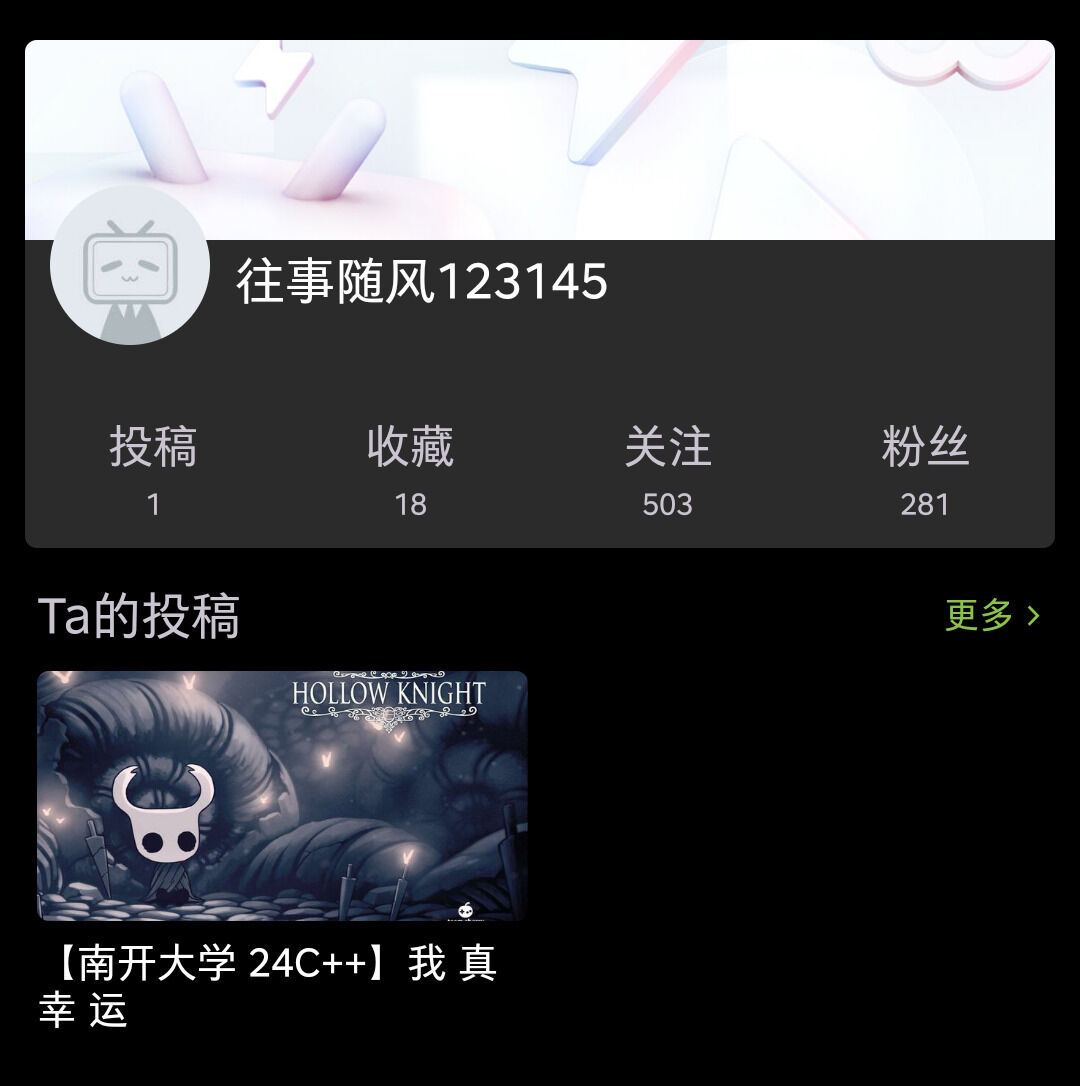 往事随风123145
投稿
收藏
关注
粉丝
1
18
503
281
Ta的投稿
更多 >
HOLLOW KNIGHT
【南开大学 24C++】我 真
幸 运